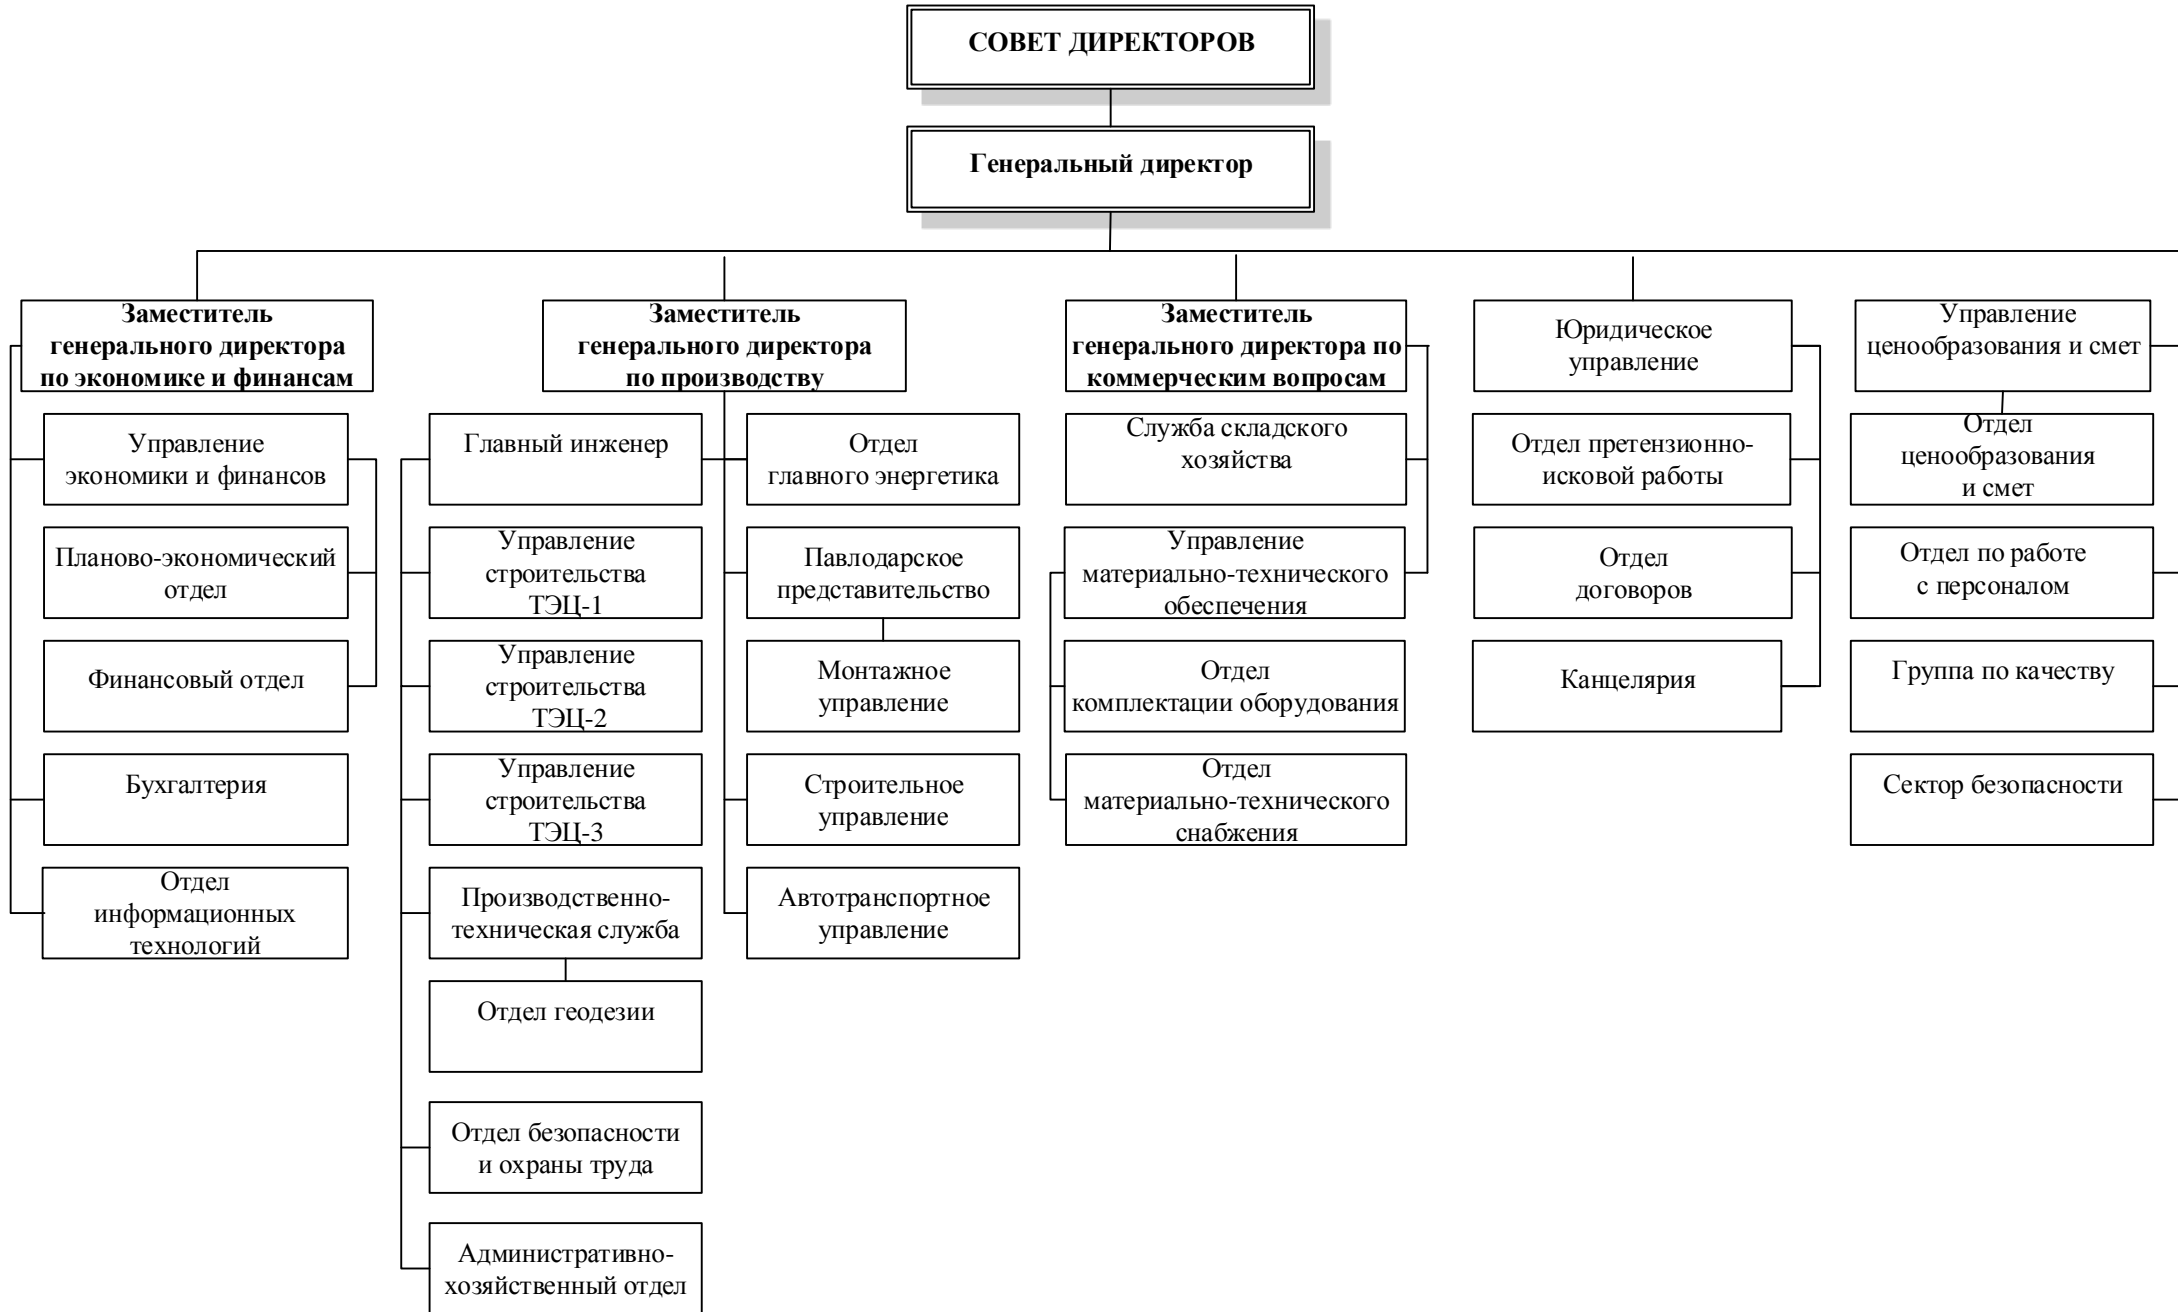 СОВЕТ ДИРЕКТОРОВ
Генеральный директор
Заместитель
генерального директора
по экономике и финансам
Управление
экономики и финансов
Планово-экономический
отдел
Финансовый отдел
Бухгалтерия
Отдел
информационных
технологий
Заместитель
генерального директора
по производству
Главный инженер
Управление
строительства
ТЭЦ-1
Управление
строительства
ТЭЦ-2
Управление
строительства
ТЭЦ-3
Производственно-
техническая служба
Отдел геодезии
Отдел безопасности
и охраны труда
Административно-
хозяйственный отдел
Отдел
главного энергетика
Павлодарское
представительство
Монтажное
управление
Строительное
управление
Автотранспортное
управление
Заместитель
генерального директора по
коммерческим вопросам
Служба складского
хозяйства
Управление
материально-технического
обеспечения
Отдел
комплектации оборудования
Отдел
материально-технического
снабжения
Юридическое
управление
Отдел претензионно-
исковой работы
Отдел
договоров
Канцелярия
Управление
ценообразования и смет
Отдел
ценообразования
и смет
Отдел по работе
с персоналом
Группа по качеству
Сектор безопасности